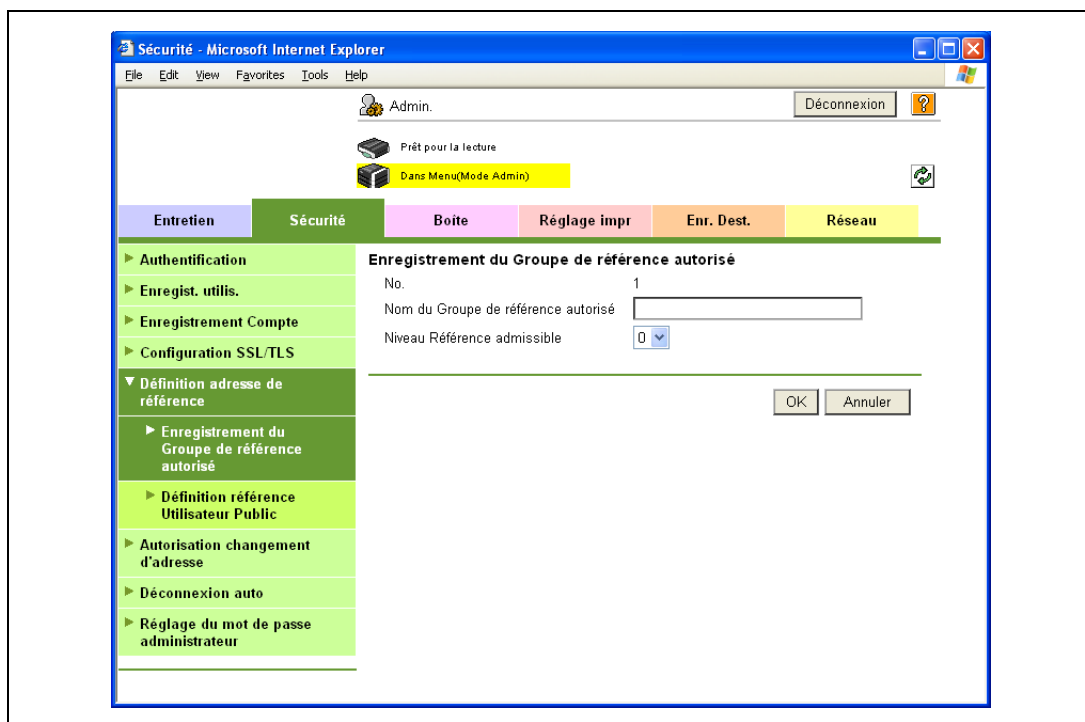 Sécurité - Microsoft Internet Explorer
File Edit View Favorites Tools Help
Admin.
Déconnexion
?
Prêt pour la lecture
Dans Menu(Mode Admin)
Entretien Sécurité Boite Réglage impr Enr. Dest. Réseau
Authentification
Enregist. utilis.
Enregistrement Compte
Configuration SSL/TLS
Définition adresse de
référence
Enregistrement du
Groupe de référence
autorisé
Définition référence
Utilisateur Public
Autorisation changement
d'adresse
Déconnexion auto
Réglage du mot de passe
administrateur
Enregistrement du Groupe de référence autorisé
No. 1
Nom du Groupe de référence autorisé
Niveau Référence admissible 0
OK Annuler